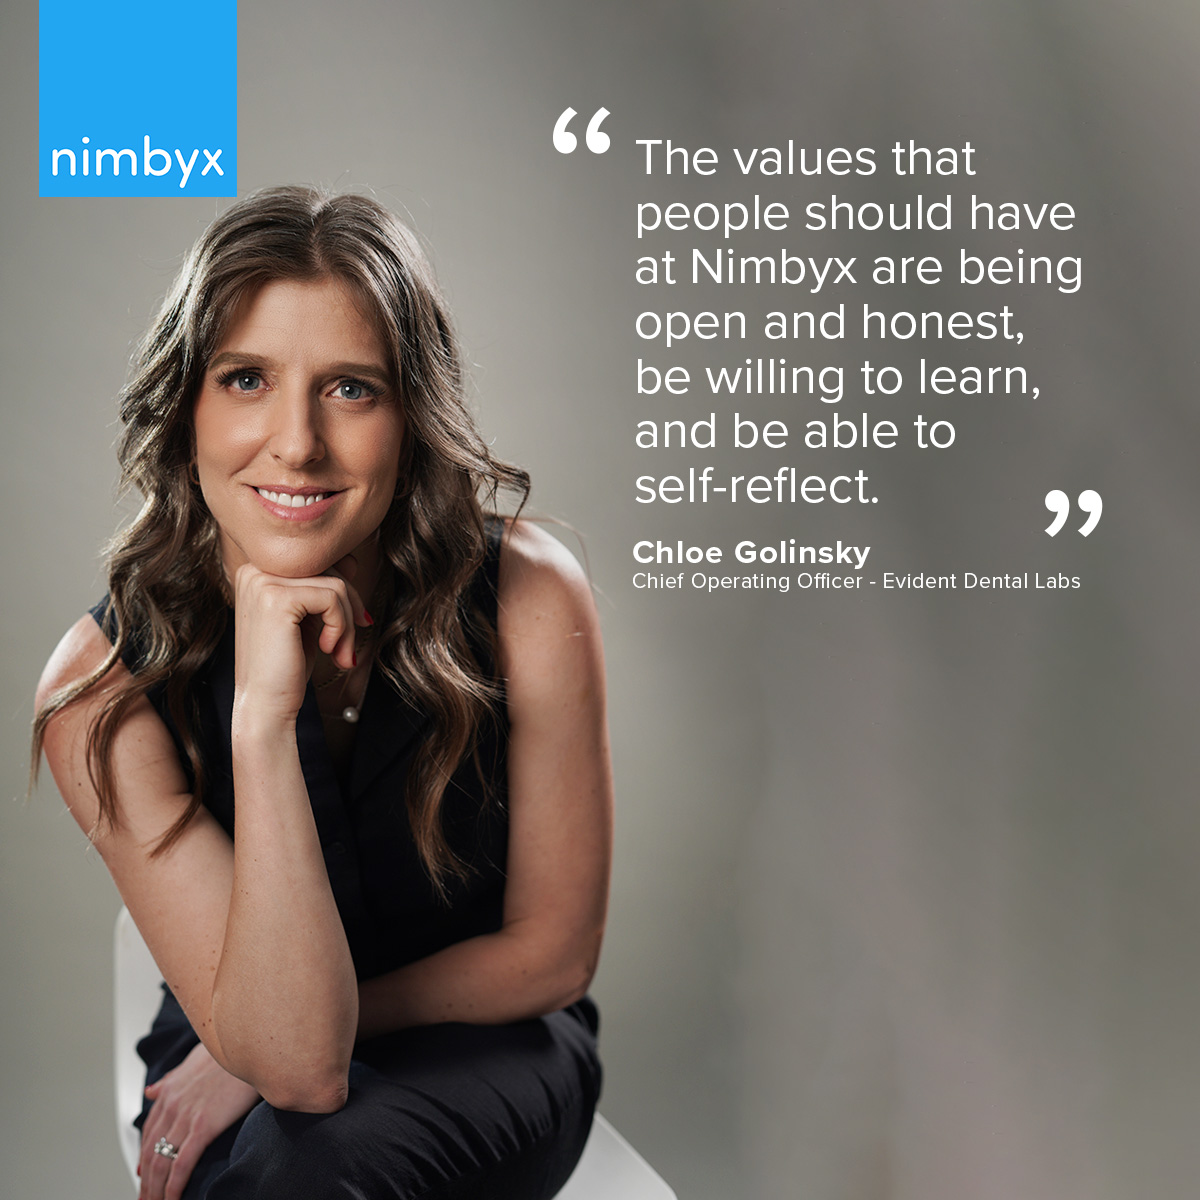 nimbyx
“ The values that
people should have
at Nimbyx are being
open and honest,
be willing to learn,
and be able to
self-reflect. ”
Chloe Golinsky
Chief Operating Officer - Evident Dental Labs